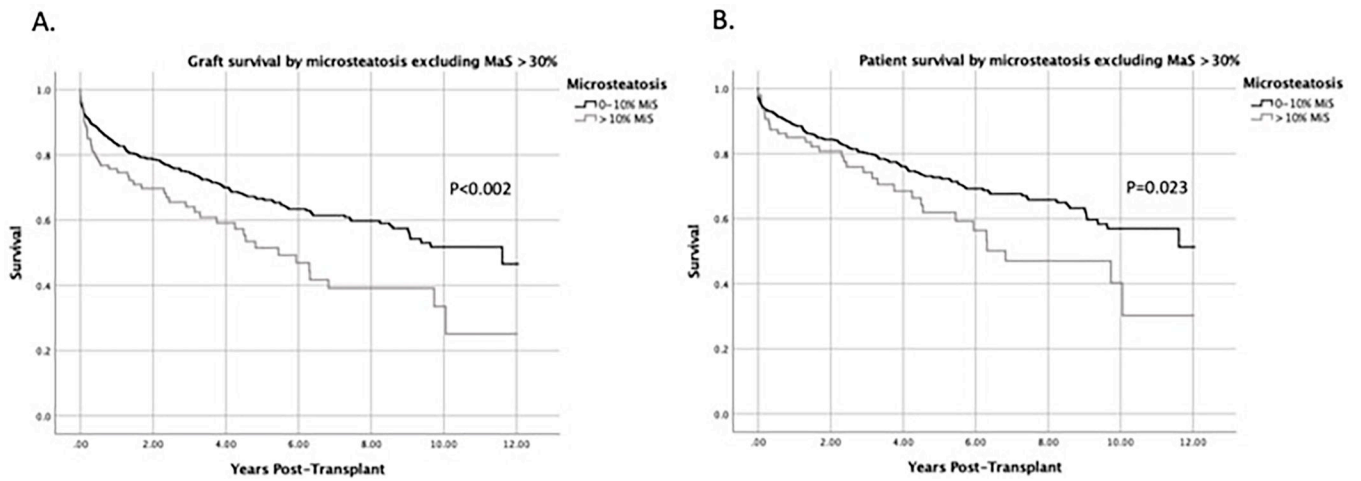 A.
Graft survival by microsteatosis excluding MaS >30%
Microsteatosis
0-10% MiS
>10% MiS
1.0
0.8
0.6
0.4
0.2
0.0
Survival
P<0.002
.00 2.00 4.00 6.00 8.00 10.00 12.00
Years Post-Transplant
B.
Patient survival by microsteatosis excluding MaS >30%
Microsteatosis
0-10% MiS
>10% MiS
1.0
0.8
0.6
0.4
0.2
0.0
Survival
P=0.023
.00 2.00 4.00 6.00 8.00 10.00 12.00
Years Post-Transplant